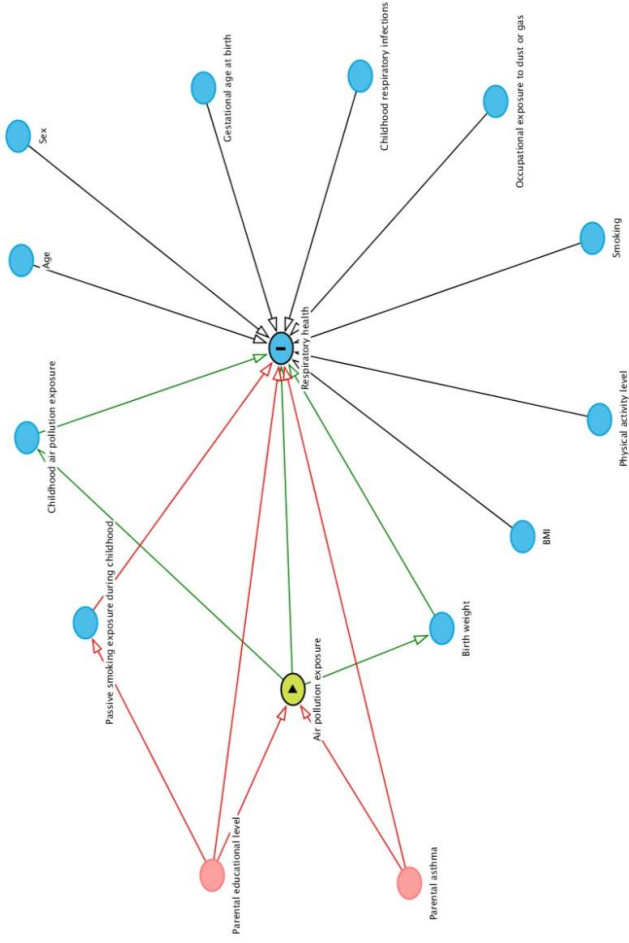 Sex
Gestational age at birth
Childhood respiratory infections
Age
Occupational exposure to dust or gas
Respiratory health
Smoking
Childhood air pollution exposure
Physical activity level
Passive smoking exposure during childhood
BMI
Air pollution exposure
Birth weight
Parental educational level
Parental asthma